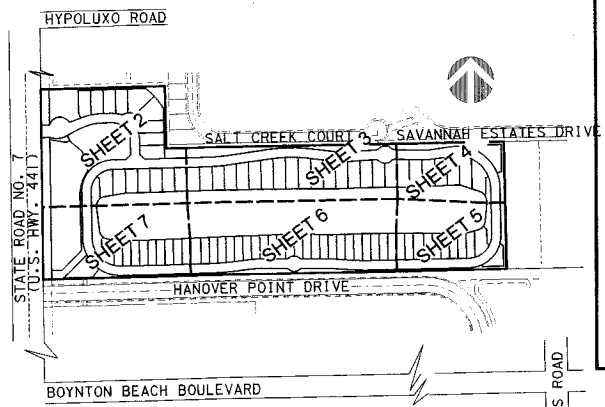 HYPOLUXO ROAD
SALT CREEK COURT
SAVANNAH ESTATES DRIVE
SHEET 2
SHEET 3
SHEET 4
STATE ROAD NO. 7
(U.S. HWY. 441)
SHEET 7
SHEET 6
SHEET 5
HANOVER POINT DRIVE
BOYNTON BEACH BOULEVARD
S ROAD